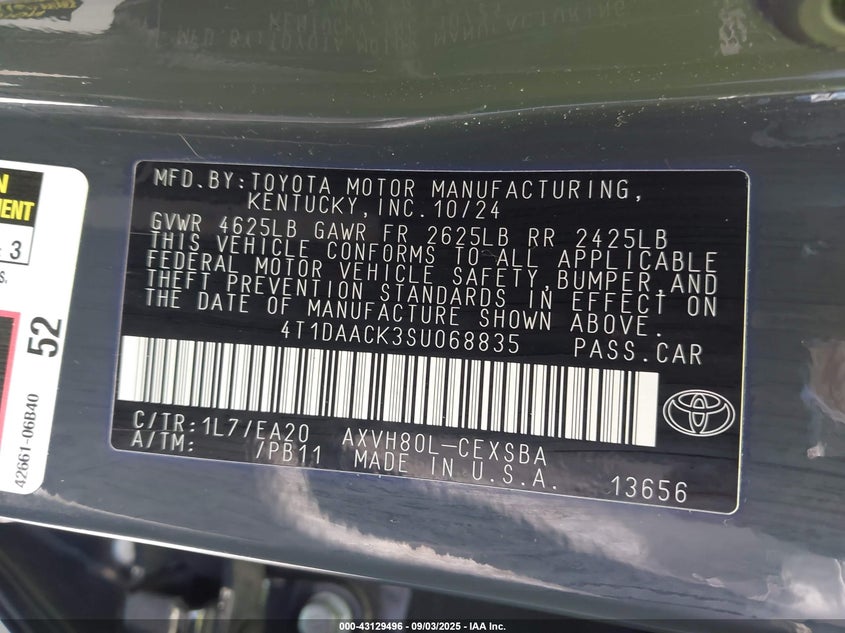 MFD.BY:TOYOTA MOTOR MANUFACTURING,
KENTUCKY, INC. 10/24
GVWR 4625LB GAWR FR 2625LB RR 2425LB
THIS VEHICLE CONFORMS TO ALL APPLICABLE
FEDERAL MOTOR VEHICLE SAFETY,BUMPER,AND
THEFT PREVENTION STANDARDS IN EFFECT ON
THE DATE OF MANUFACTURE SHOWN ABOVE.
4T1DAACK3SU068835 PASS.CAR
C/TR: 1L7/EA20 AXVH80L-CEXSBA
A/TM: /PB11 MADE IN U.S.A.
13656
3
52
42661-06B40
000-43129496 - 09/03/2025 - IAA Inc.